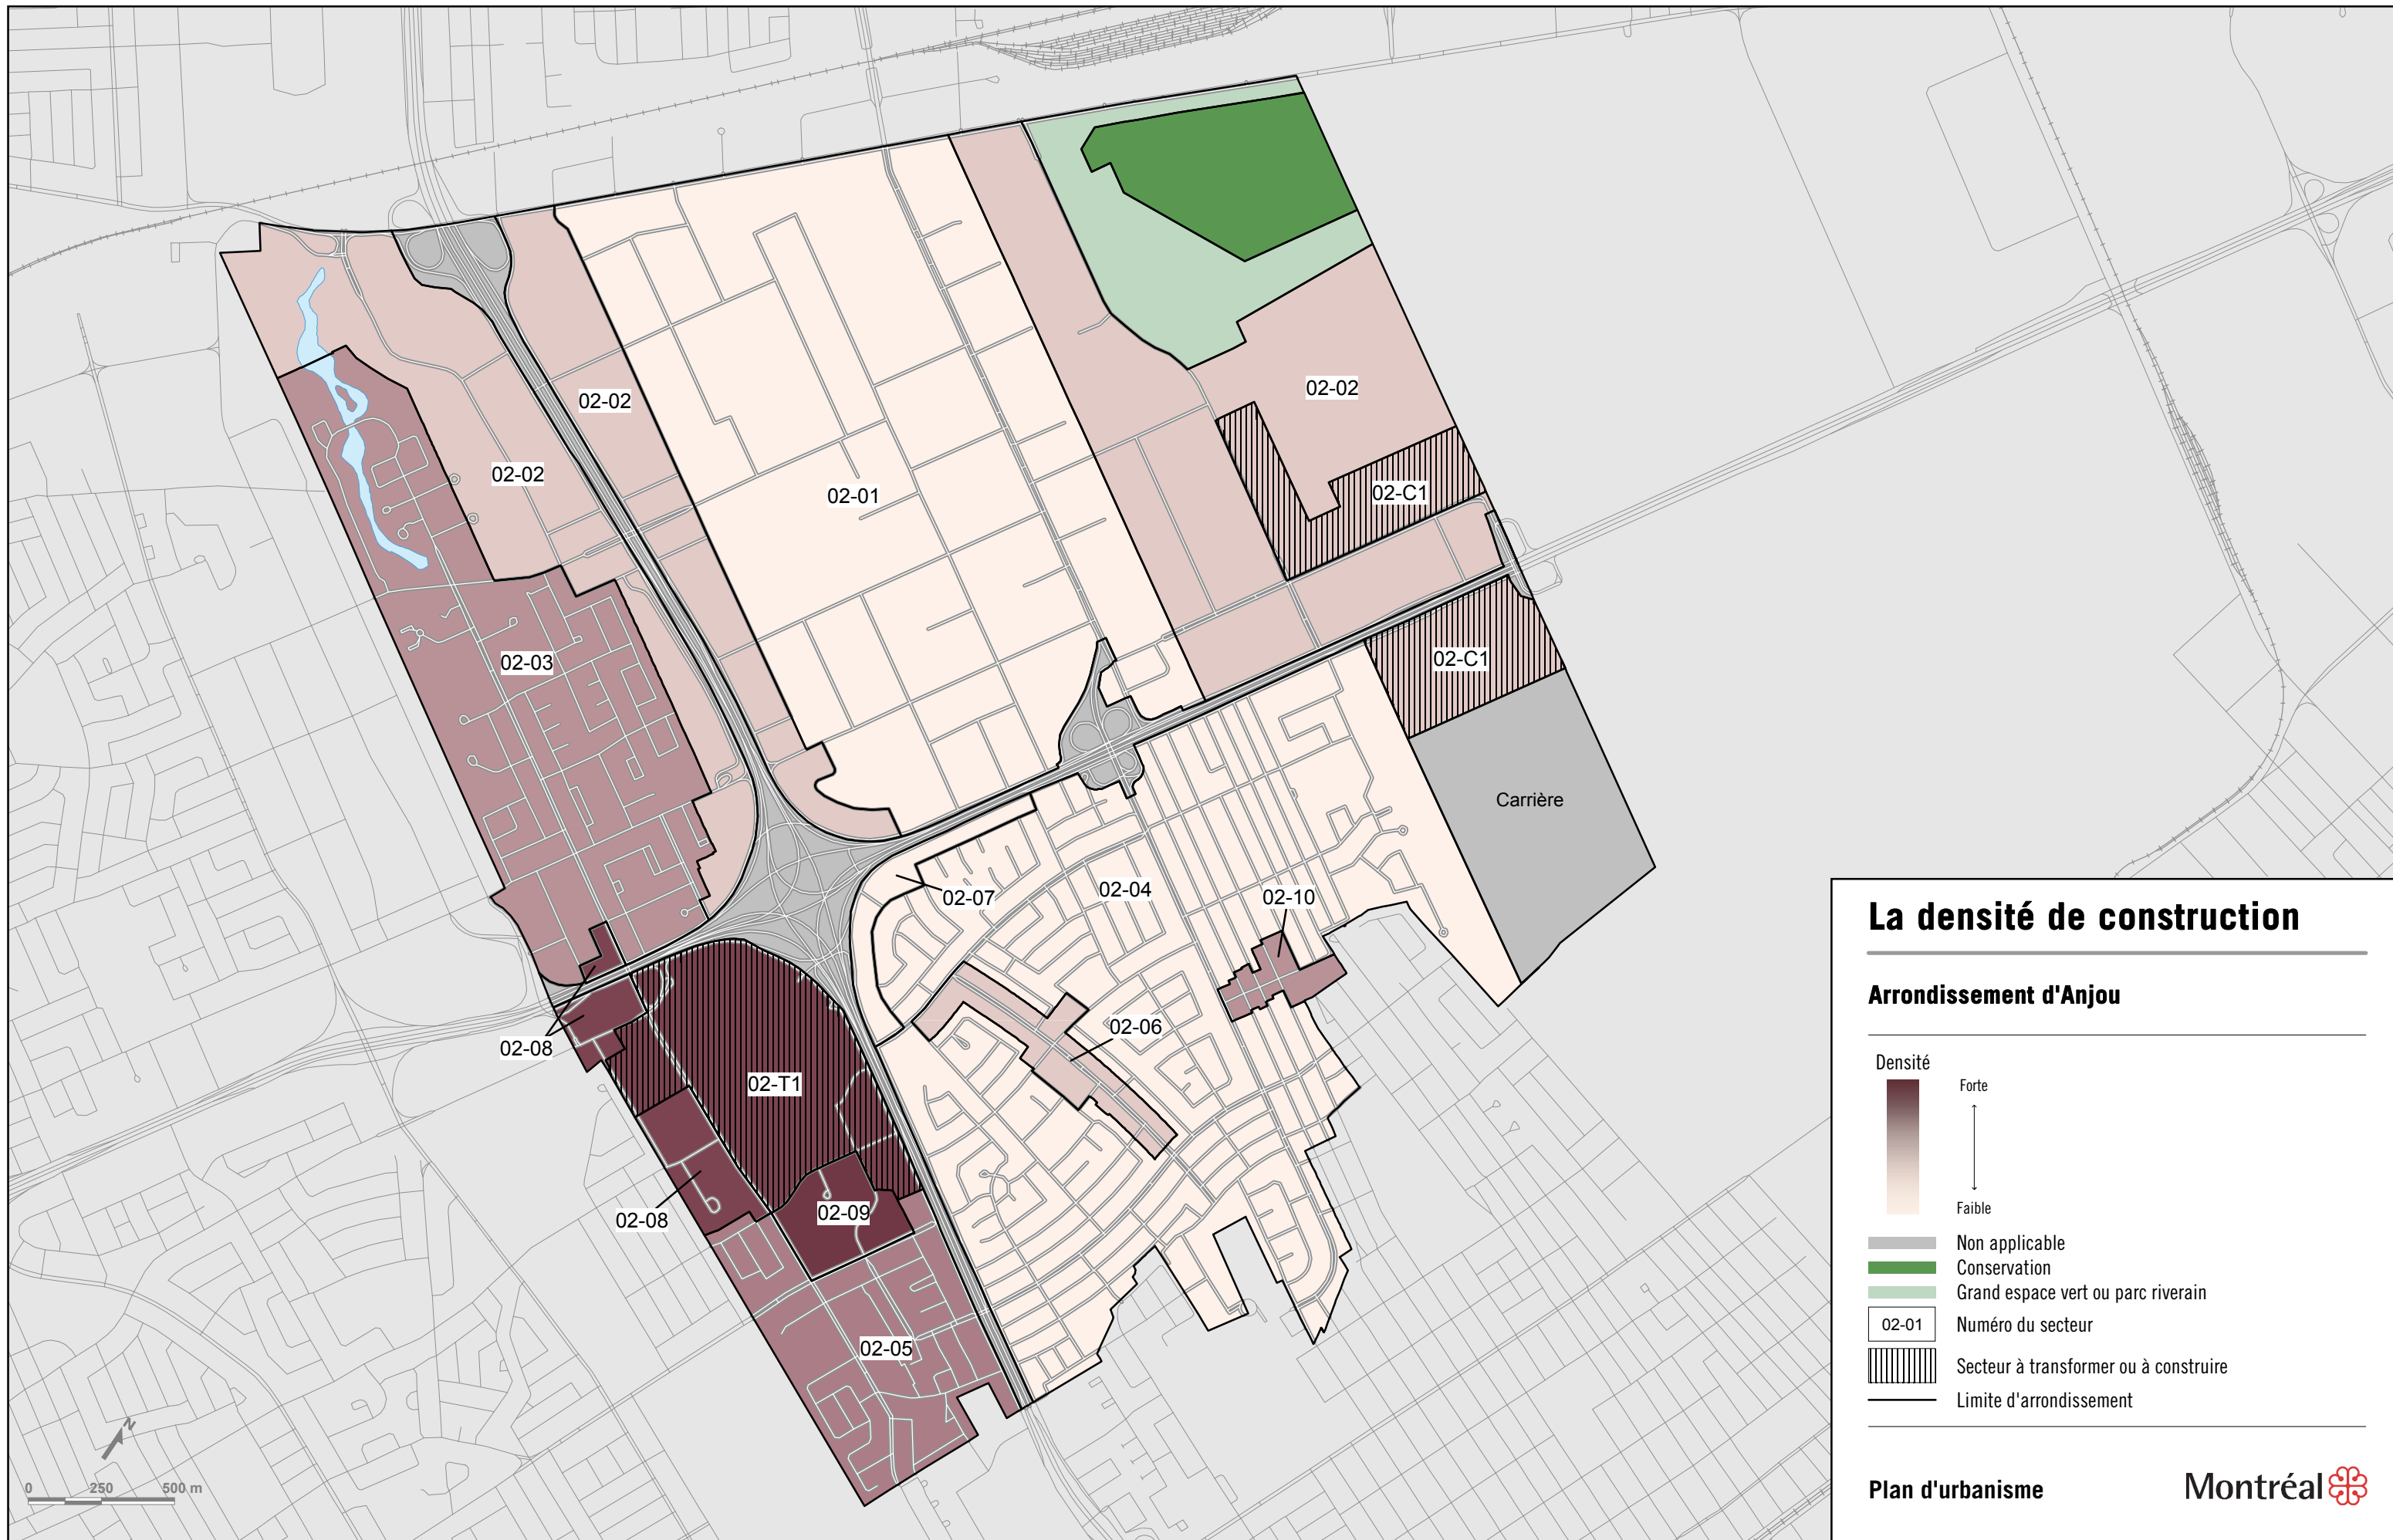 02-02
02-02
02-01
02-02
02-C1
02-03
02-C1
Carrière
02-07
02-04
02-10
02-06
02-08
02-T1
02-08
02-09
02-05
N
0 250 500 m
La densité de construction
Arrondissement d'Anjou
Densité
Forte
Faible
Non applicable
Conservation
Grand espace vert ou parc riverain
02-01 Numéro du secteur
Secteur à transformer ou à construire
Limite d'arrondissement
Plan d'urbanisme
Montréal